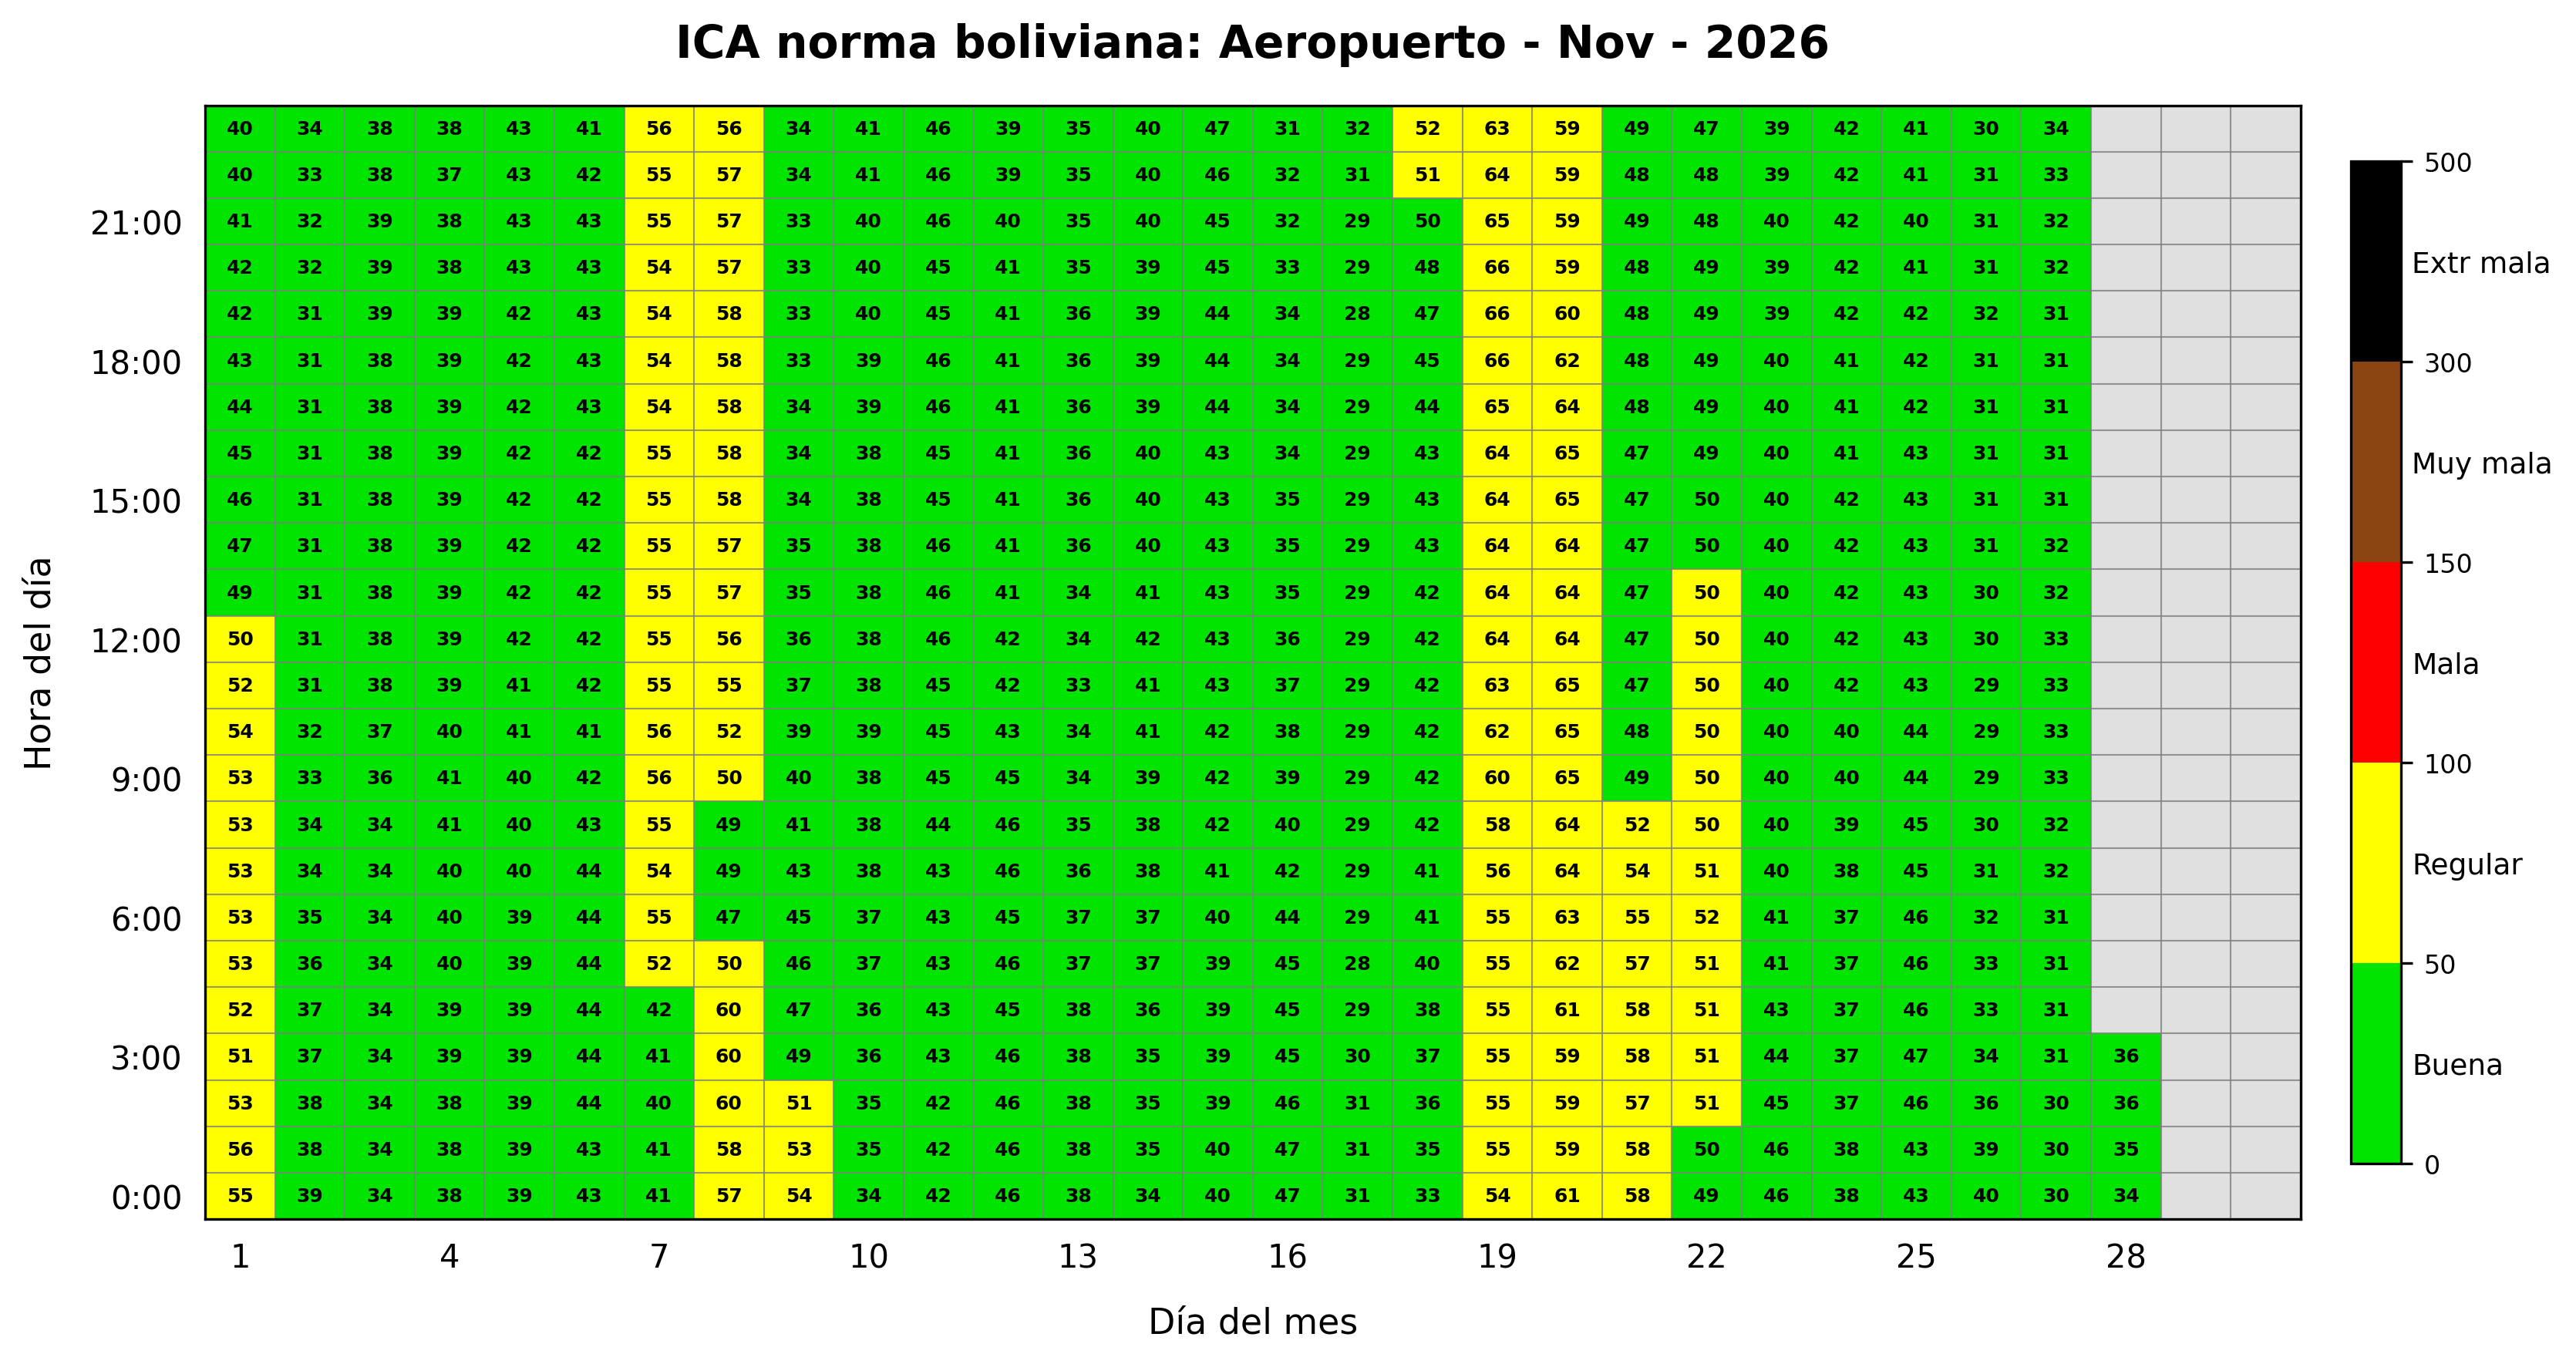 ICA norma boliviana: Aeropuerto - Nov - 2026
40 34 38 38 43 41 56 56 34 41 46 39 35 40 47 31 32 52 63 59 49 47 39 42 41 30 34
40 33 38 37 43 42 55 57 34 41 46 39 35 40 46 32 31 51 64 59 48 48 39 42 41 31 33
21:00 41 32 39 38 43 43 55 57 33 40 46 40 35 40 45 32 29 50 65 59 49 48 40 42 40 31 32
42 32 39 38 43 43 54 57 33 40 45 41 35 39 45 33 29 48 66 59 48 49 39 42 41 31 32
42 31 39 39 42 43 54 58 33 40 45 41 36 39 44 34 28 47 66 60 48 49 39 42 42 32 31
18:00 43 31 38 39 42 43 54 58 33 39 46 41 36 39 44 34 29 45 66 62 48 49 40 41 42 31 31
44 31 38 39 42 43 54 58 34 39 46 41 36 39 44 34 29 44 65 64 48 49 40 41 42 31 31
45 31 38 39 42 42 55 58 34 38 45 41 36 40 43 34 29 43 64 65 47 49 40 41 43 31 31
15:00 46 31 38 39 42 42 55 58 34 38 45 41 36 40 43 35 29 43 64 65 47 50 40 42 43 31 31
47 31 38 39 42 42 55 57 35 38 46 41 36 40 43 35 29 43 64 64 47 50 40 42 43 31 32
49 31 38 39 42 42 55 57 35 38 46 41 34 41 43 35 29 42 64 64 47 50 40 42 43 30 32
12:00 50 31 38 39 42 42 55 56 36 38 46 42 34 42 43 36 29 42 64 64 47 50 40 42 43 30 33
52 31 38 39 41 42 55 55 37 38 45 42 33 41 43 37 29 42 63 65 47 50 40 42 43 29 33
54 32 37 40 41 41 56 52 39 39 45 43 34 41 42 38 29 42 62 65 48 50 40 40 44 29 33
9:00 53 33 36 41 40 42 56 50 40 38 45 45 34 39 42 39 29 42 60 65 49 50 40 40 44 29 33
53 34 34 41 40 43 55 49 41 38 44 46 35 38 42 40 29 42 58 64 52 50 40 39 45 30 32
53 34 34 40 40 44 54 49 43 38 43 46 36 38 41 42 29 41 56 64 54 51 40 38 45 31 32
6:00 53 35 34 40 39 44 55 47 45 37 43 45 37 37 40 44 29 41 55 63 55 52 41 37 46 32 31
53 36 34 40 39 44 52 50 46 37 43 46 37 37 39 45 28 40 55 62 57 51 41 37 46 33 31
52 37 34 39 39 44 42 60 47 36 43 45 38 36 39 45 29 38 55 61 58 51 43 37 46 33 31
3:00 51 37 34 39 39 44 41 60 49 36 43 46 38 35 39 45 30 37 55 59 58 51 44 37 47 34 31 36
53 38 34 38 39 44 40 60 51 35 42 46 38 35 39 46 31 36 55 59 57 51 45 37 46 36 30 36
56 38 34 38 39 43 41 58 53 35 42 46 38 35 40 47 31 35 55 59 58 50 46 38 43 39 30 35
0:00 55 39 34 38 39 43 41 57 54 34 42 46 38 34 40 47 31 33 54 61 58 49 46 38 43 40 30 34
1 4 7 10 13 16 19 22 25 28
Día del mes
Hora del día
500
Extr mala
300
Muy mala
150
Mala
100
Regular
50
Buena
0